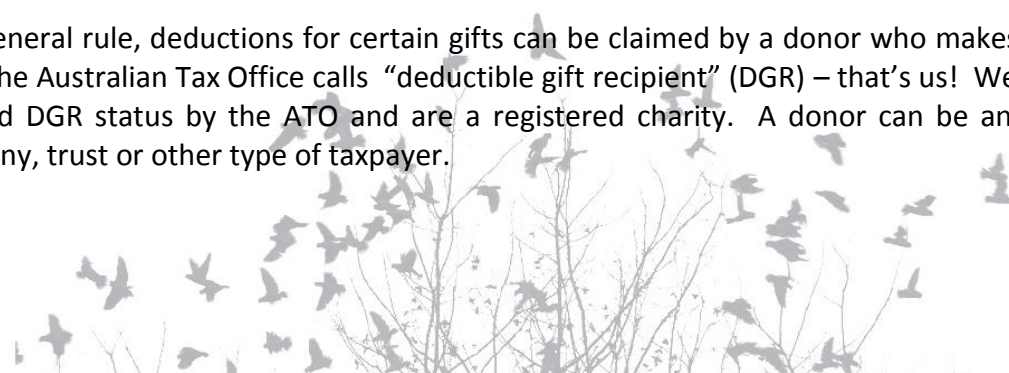 eneral rule, deductions for certain gifts can be claimed by a donor who makes
he Australian Tax Office calls “deductible gift recipient” (DGR) – that’s us! We
d DGR status by the ATO and are a registered charity. A donor can be an
ny, trust or other type of taxpayer.